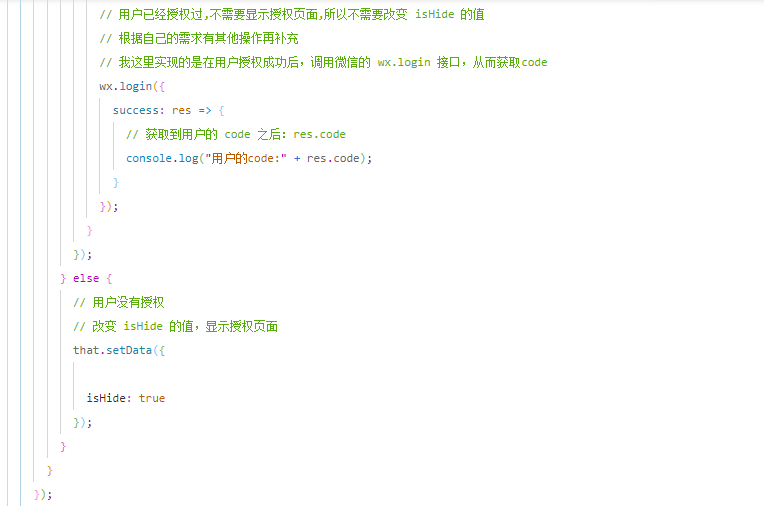 // 用户已经授权过,不需要显示授权页面,所以不需要改变 isHide 的值
// 根据自己的需求有其他操作再补充
// 我这里实现的是在用户授权成功后，调用微信的 wx.login 接口，从而获取code
wx.login({
success: res => {
// 获取到用户的 code 之后：res.code
console.log("用户的code:" + res.code);
}
});
}
});
} else {
// 用户没有授权
// 改变 isHide 的值，显示授权页面
that.setData({
isHide: true
});
}
}
});